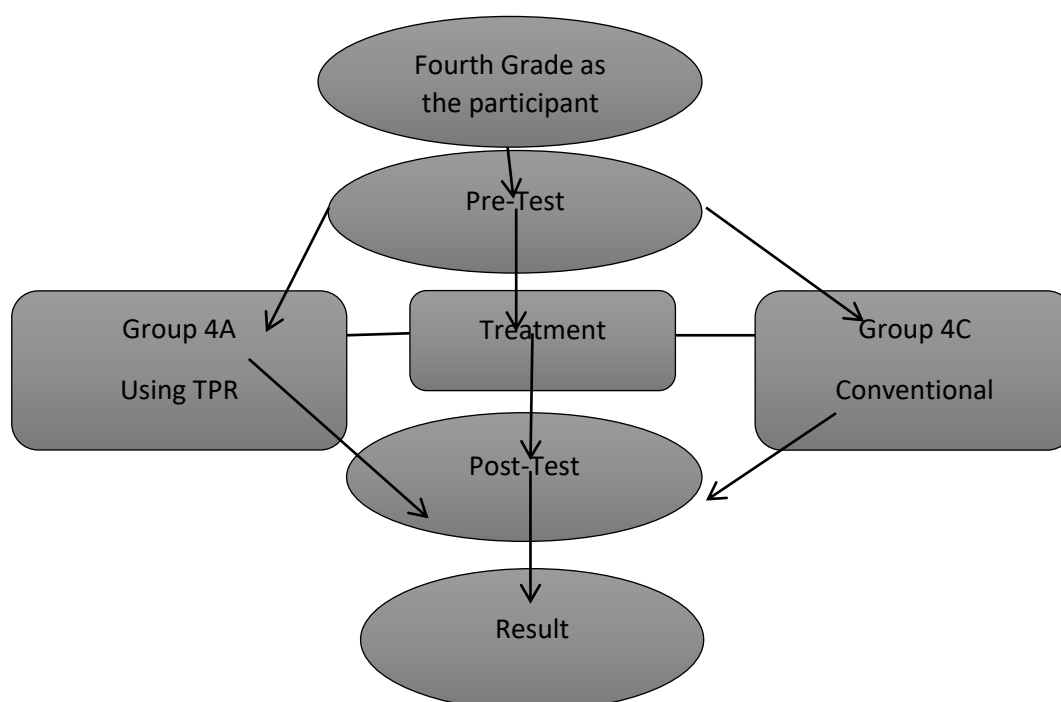 Fourth Grade as
the participant
Pre-Test
Group 4A
Using TPR
Treatment
Group 4C
Conventional
Post-Test
Result